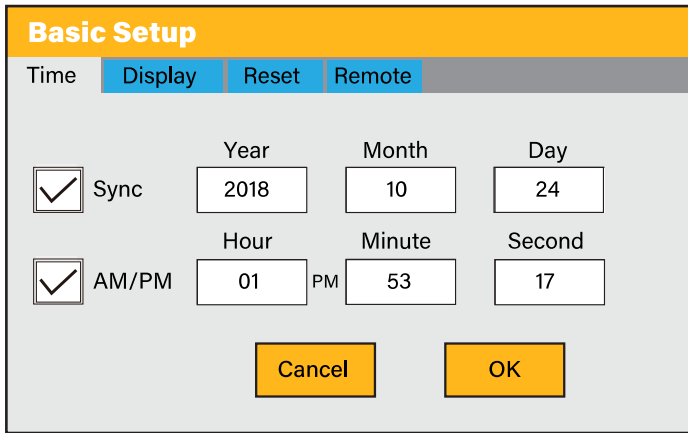 Basic Setup
Time Display Reset Remote
Year Month Day
Sync 2018 10 24
Hour Minute Second
AM/PM 01 PM 53 17
Cancel OK